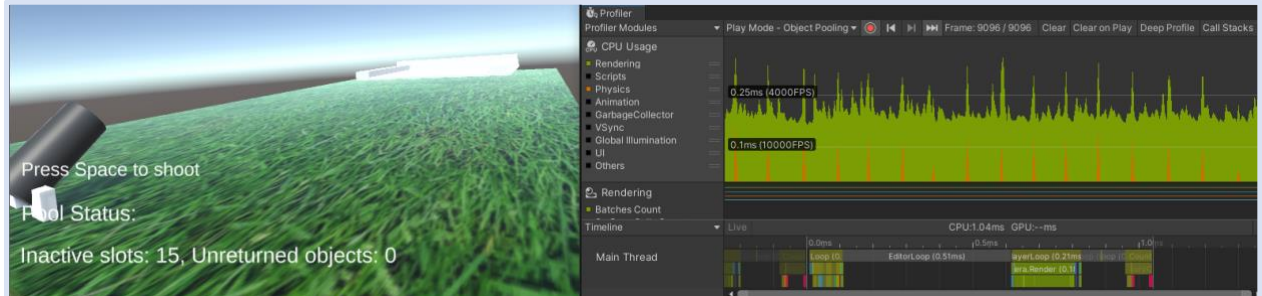 Press Space to shoot
Pool Status:
Inactive slots: 15, Unreturned objects: 0
Profiler
Profiler Modules
Play Mode - Object Pooling
Frame: 9096 / 9096
Clear
Clear on Play
Deep Profile
Call Stacks
CPU Usage
Rendering
Scripts
Physics
Animation
GarbageCollector
VSync
Global Illumination
UI
Others
0.25ms (4000FPS)
0.1ms (10000FPS)
Rendering
Batches Count
Timeline
Live
CPU:1.04ms GPU:--ms
0.0ms
0.5ms
Main Thread
EditorLoop (0.51ms)
ayerLoop (0.21ms